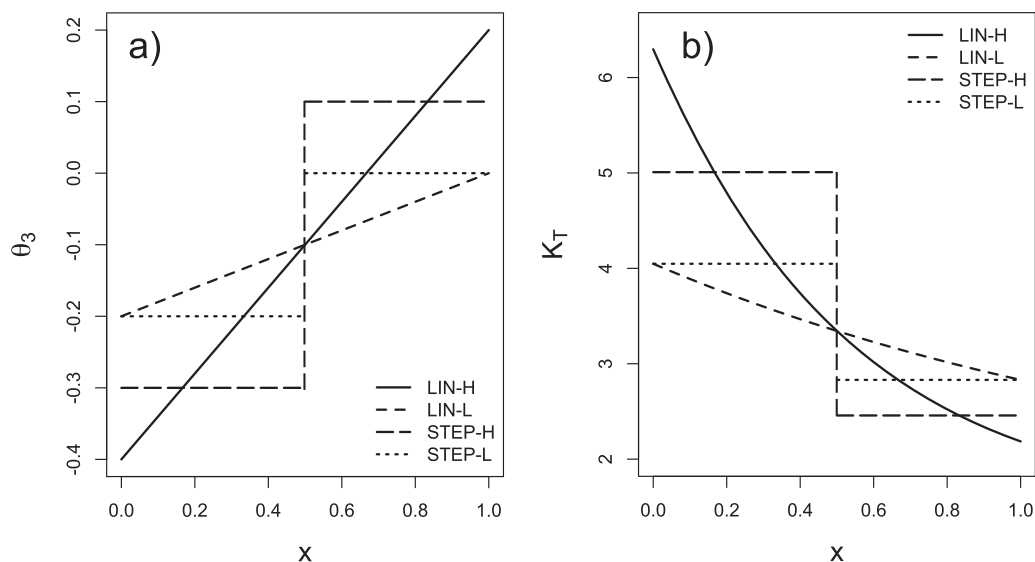 a)
0.2
0.1
0.0
-0.1
-0.2
-0.3
-0.4
θ3
LIN-H
LIN-L
STEP-H
STEP-L
0.0 0.2 0.4 0.6 0.8 1.0
x
b)
LIN-H
LIN-L
STEP-H
STEP-L
6
5
4
3
2
KT
0.0 0.2 0.4 0.6 0.8 1.0
x